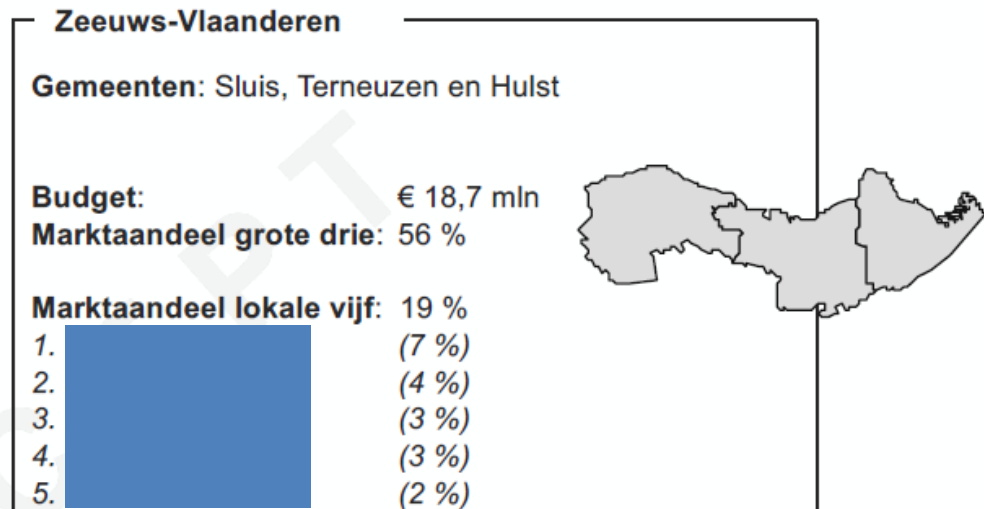 Zeeuws-Vlaanderen
Gemeenten: Sluis, Terneuzen en Hulst
Budget: € 18,7 mln
Marktaandeel grote drie: 56 %
Marktaandeel lokale vijf: 19 %
1. (7 %)
2. (4 %)
3. (3 %)
4. (3 %)
5. (2 %)